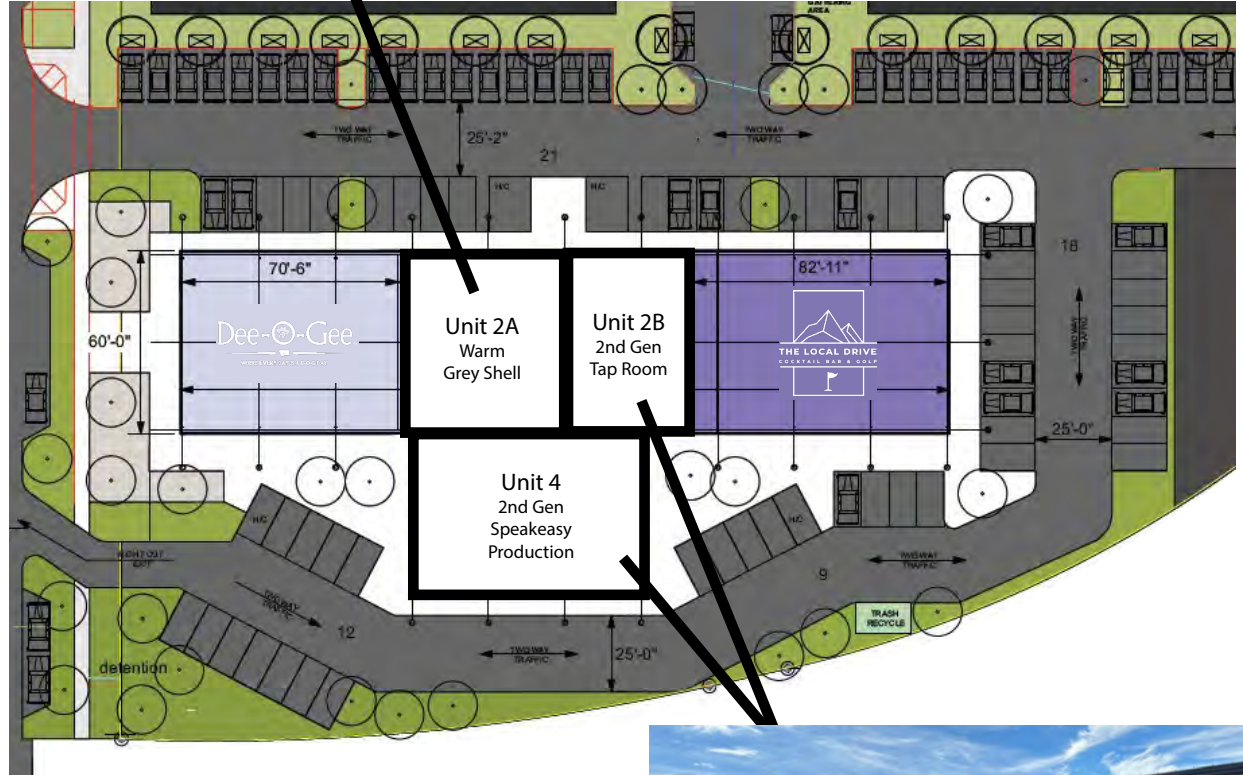 GATHERING
AREA
TWO WAY
TRAFFIC
25'-2"
TWO WAY
TRAFFIC
21
H/C
H/C
18
70'-6"
82'-11"
60'-0"
Dee-O-Gee
Unit 2A
Warm
Grey Shell
Unit 2B
2nd Gen
Tap Room
THE LOCAL DRIVE
COCKTAIL BAR & GOLF
TWO WAY
TRAFFIC
25'-0"
Unit 4
2nd Gen
Speakeasy
Production
H/C
H/C
RIGHT OUT
EXIT
TWO WAY
TRAFFIC
12
TWO WAY
TRAFFIC
9
TWO WAY
TRAFFIC
25'-0"
TRASH
RECYCLE
detention